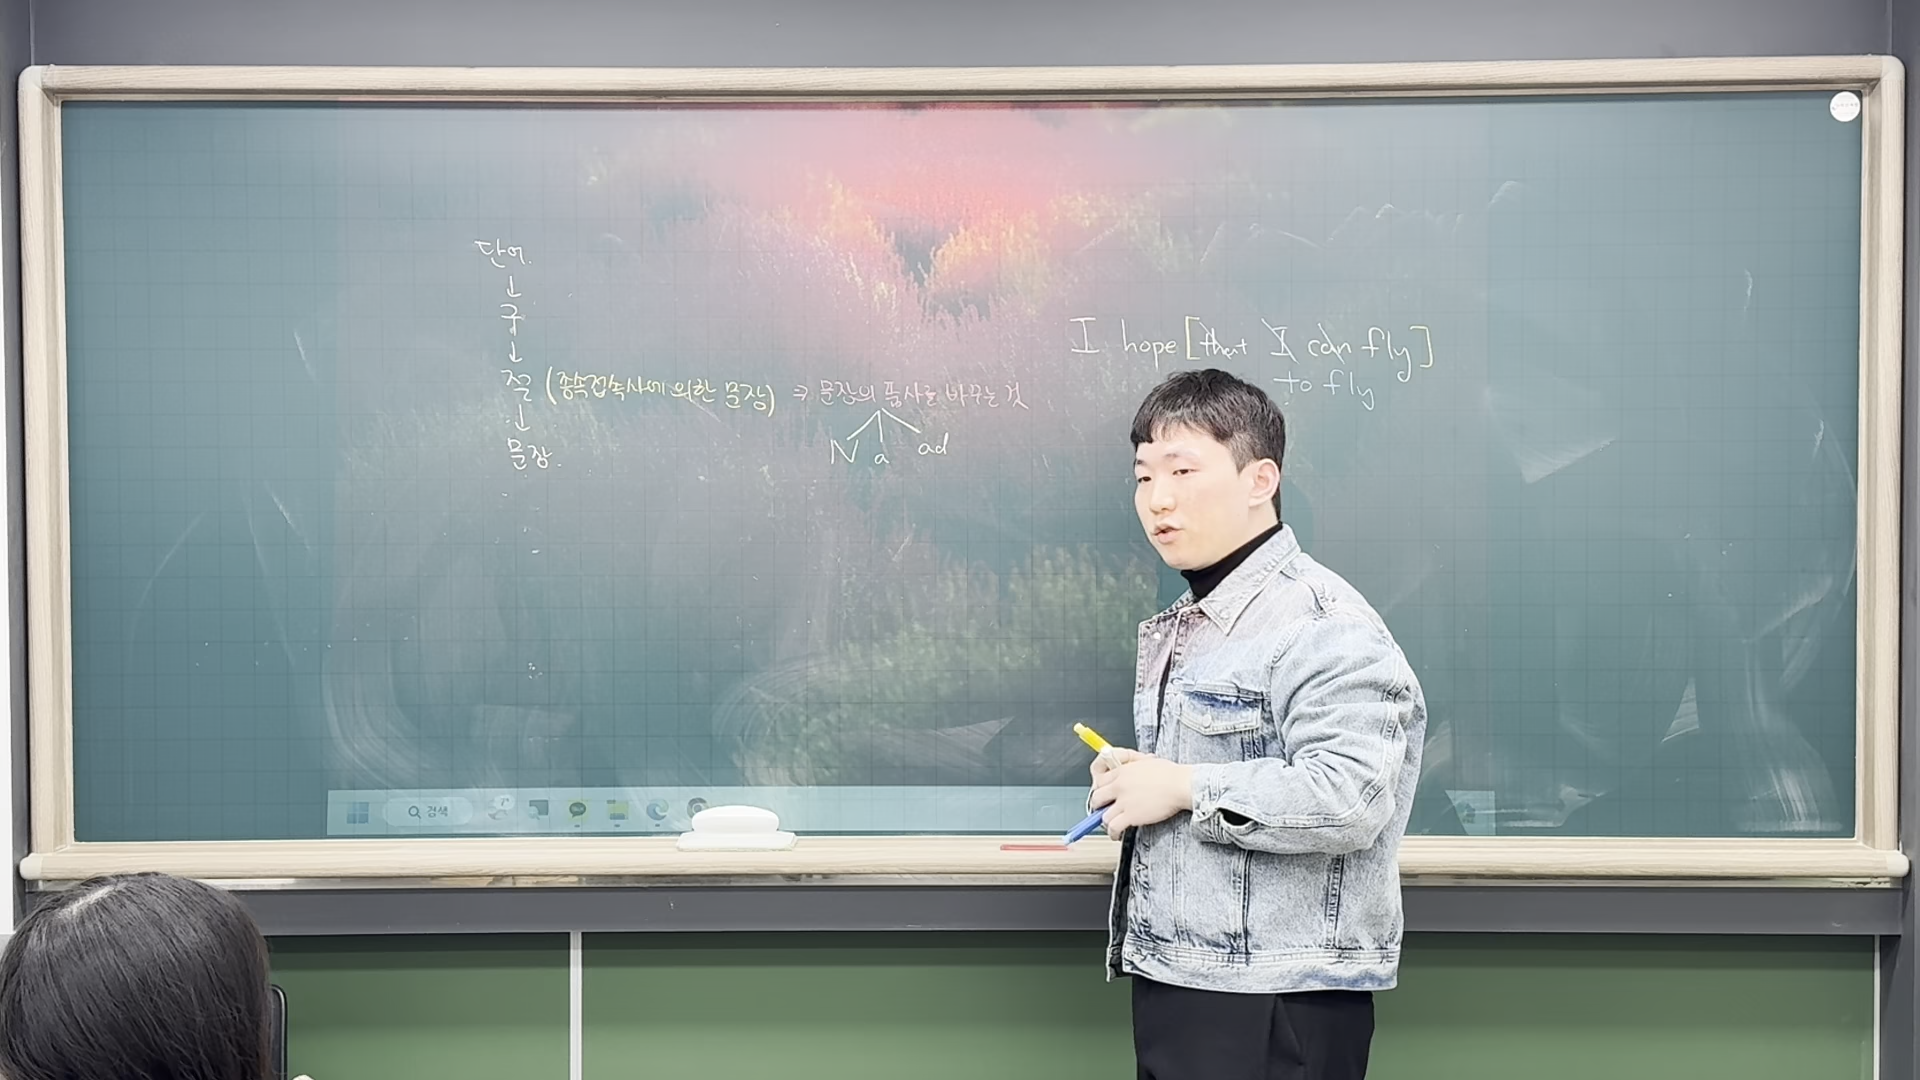 단어.
↓
구
↓
절 (종속접속사에 의한 문장) → 문장의 품사를 바꾸는 것
↓
문장.
N a ad
I hope [that I can fly]
to fly
검색